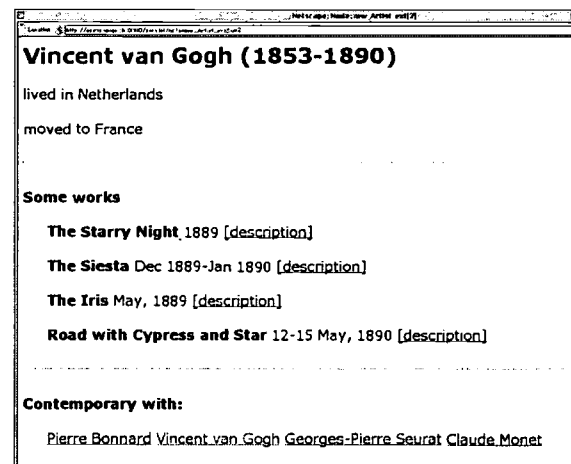 Vincent van Gogh (1853-1890)
lived in Netherlands
moved to France
Some works
The Starry Night 1889 [description]
The Siesta Dec 1889-Jan 1890 [description]
The Iris May, 1889 [description]
Road with Cypress and Star 12-15 May, 1890 [description]
Contemporary with:
Pierre Bonnard Vincent van Gogh Georges-Pierre Seurat Claude Monet